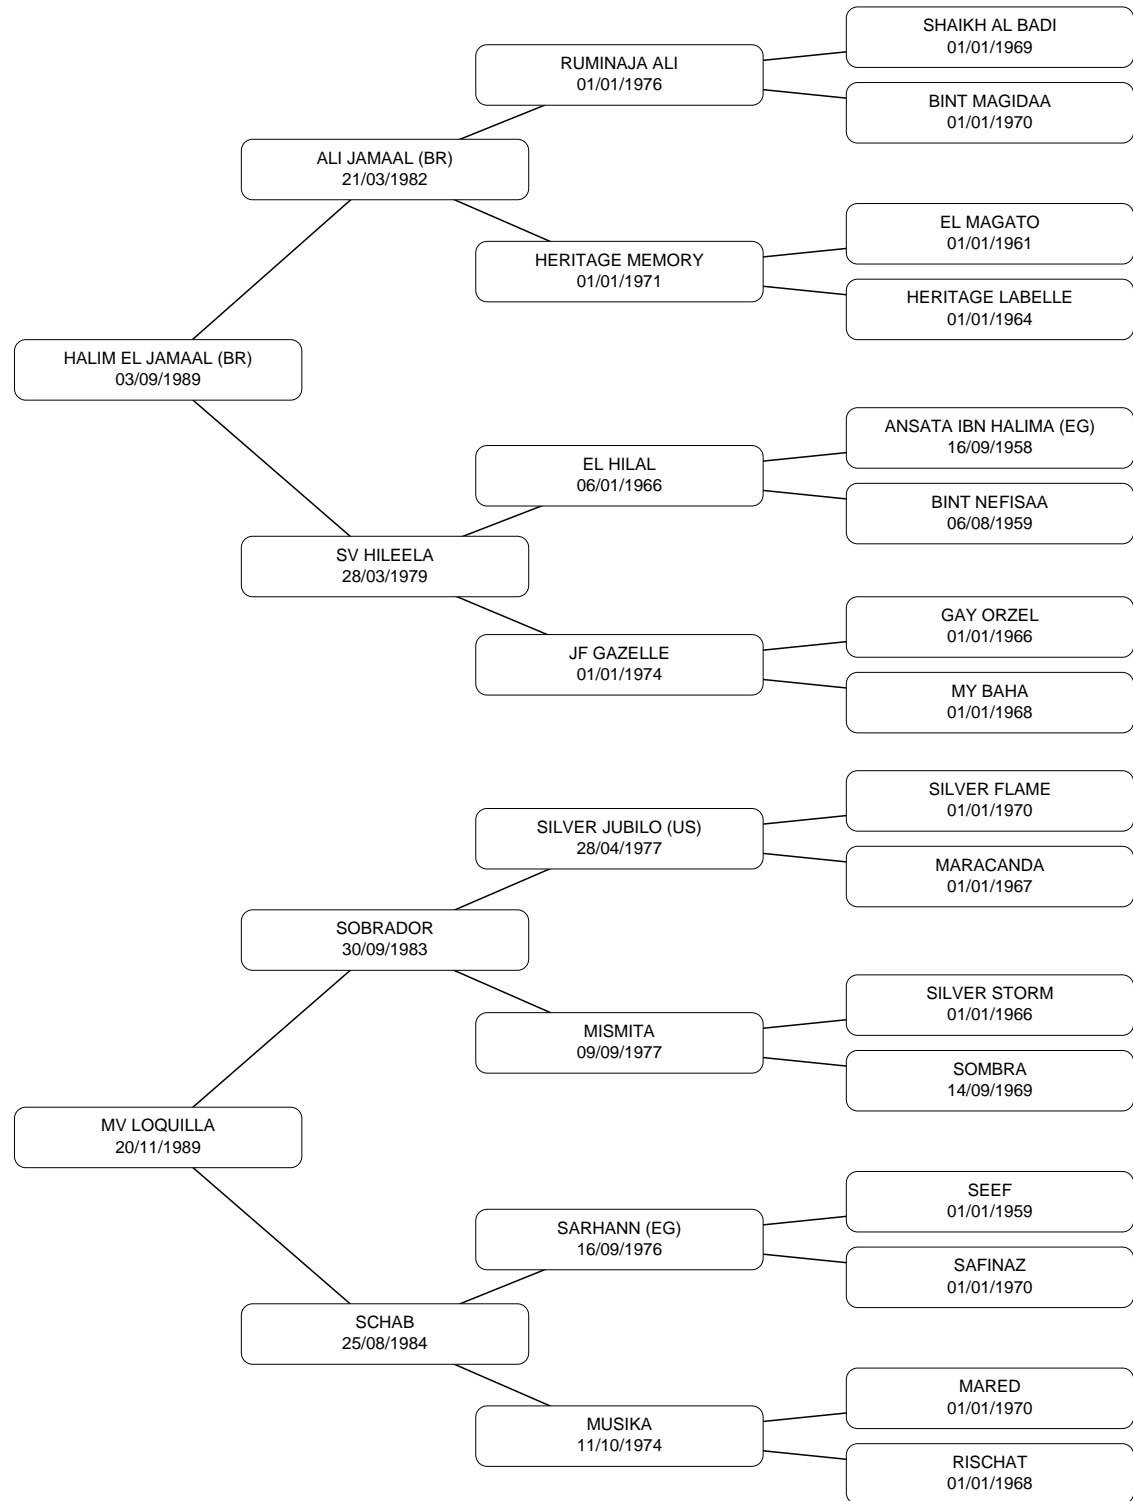 SHAIKH AL BADI
01/01/1969
RUMINAJA ALI
01/01/1976
BINT MAGIDAA
01/01/1970
ALI JAMAAL (BR)
21/03/1982
EL MAGATO
01/01/1961
HERITAGE MEMORY
01/01/1971
HERITAGE LABELLE
01/01/1964
HALIM EL JAMAAL (BR)
03/09/1989
ANSATA IBN HALIMA (EG)
16/09/1958
EL HILAL
06/01/1966
BINT NEFISAA
06/08/1959
SV HILEELA
28/03/1979
GAY ORZEL
01/01/1966
JF GAZELLE
01/01/1974
MY BAHA
01/01/1968
SILVER FLAME
01/01/1970
SILVER JUBILO (US)
28/04/1977
MARACANDA
01/01/1967
SOBRADOR
30/09/1983
SILVER STORM
01/01/1966
MISMITA
09/09/1977
SOMBRA
14/09/1969
MV LOQUILLA
20/11/1989
SEEF
01/01/1959
SARHANN (EG)
16/09/1976
SAFINAZ
01/01/1970
SCHAB
25/08/1984
MARED
01/01/1970
MUSIKA
11/10/1974
RISCHAT
01/01/1968